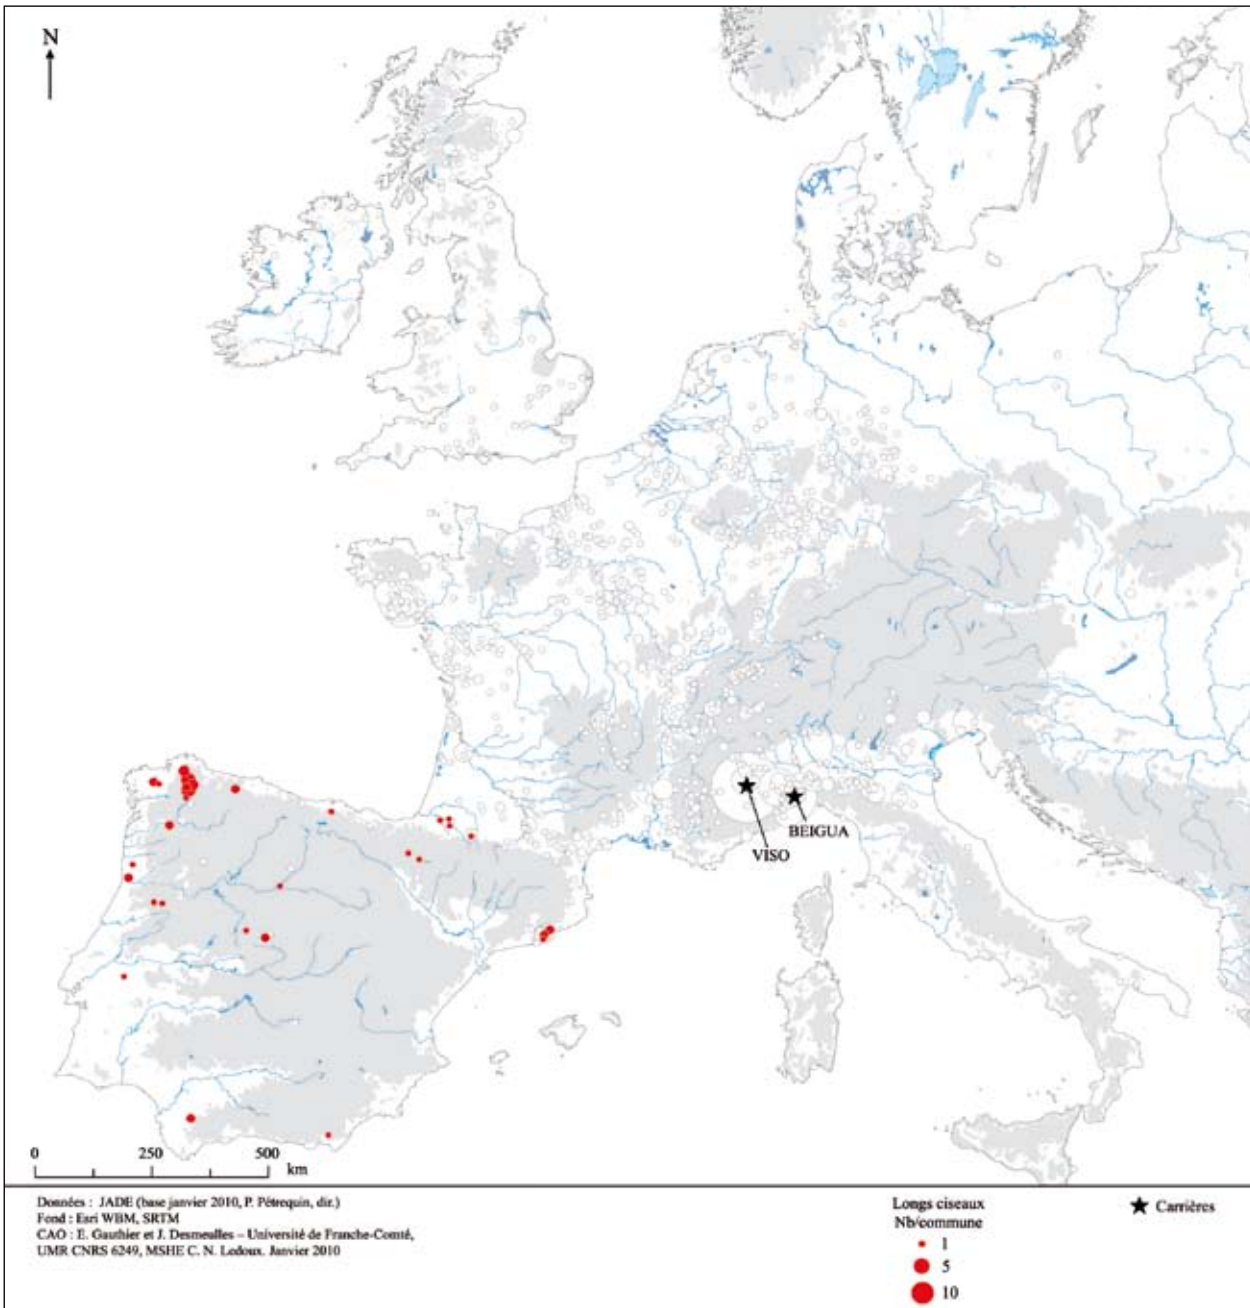 N
VISO
BEIGUA
0 250 500
km
Données : JADE (base janvier 2010, P. Pétrequin, dir.)
Fond : Esri WBM, SRTM
CAO : E. Gauthier et J. Desmeulles – Université de Franche-Comté,
UMR CNRS 6249, MSHE C. N. Ledoux. Janvier 2010
Longs ciseaux
Nb/commune
1
5
10
Carrières